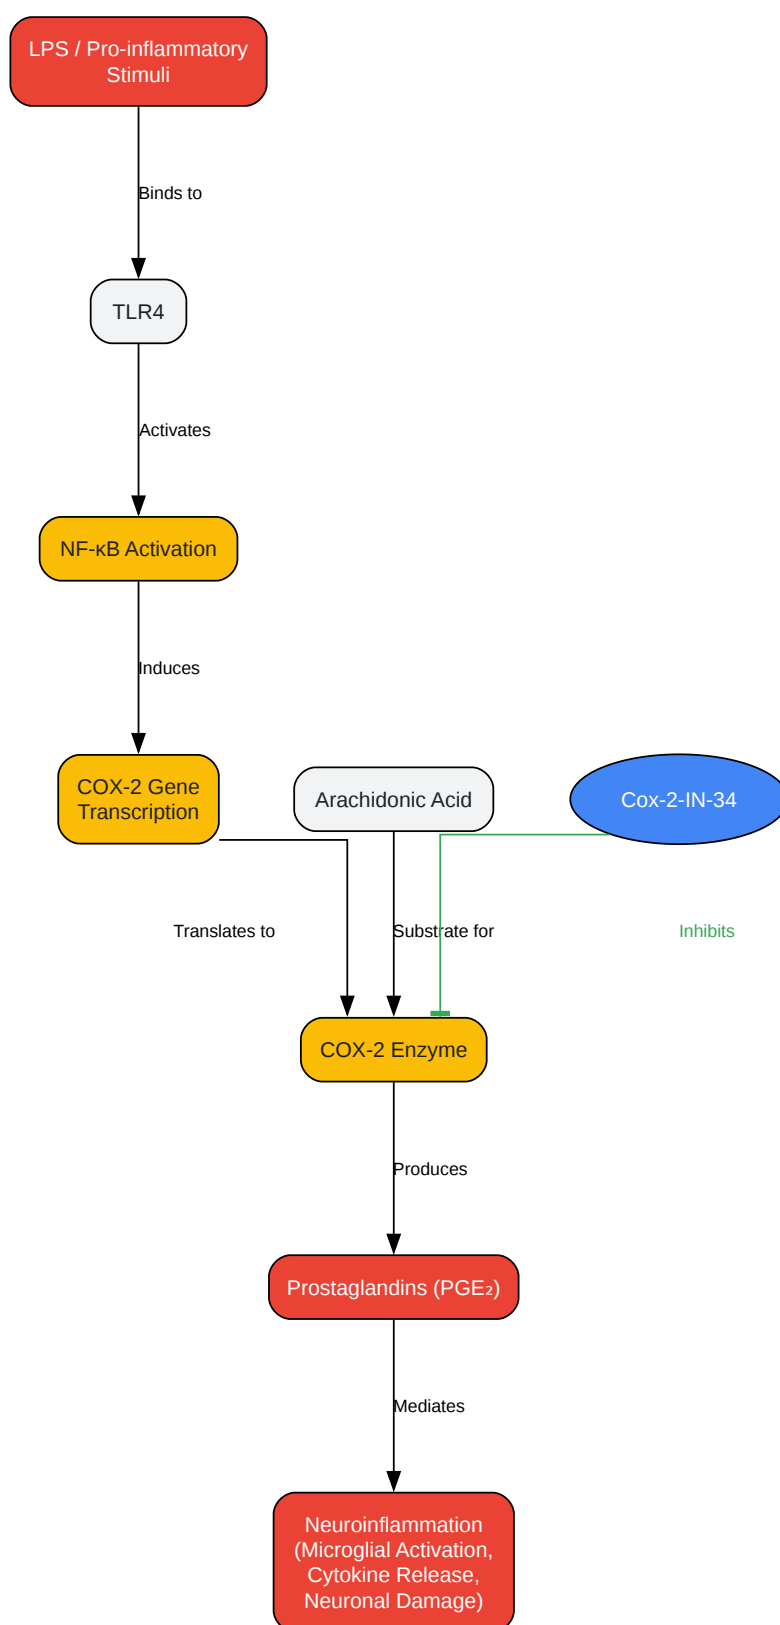 LPS / Pro-inflammatory
Stimuli
Binds to
TLR4
Activates
NF-κB Activation
Induces
COX-2 Gene
Transcription
Arachidonic Acid
Cox-2-IN-34
Translates to
Substrate for
Inhibits
COX-2 Enzyme
Produces
Prostaglandins (PGE₂)
Mediates
Neuroinflammation
(Microglial Activation,
Cytokine Release,
Neuronal Damage)